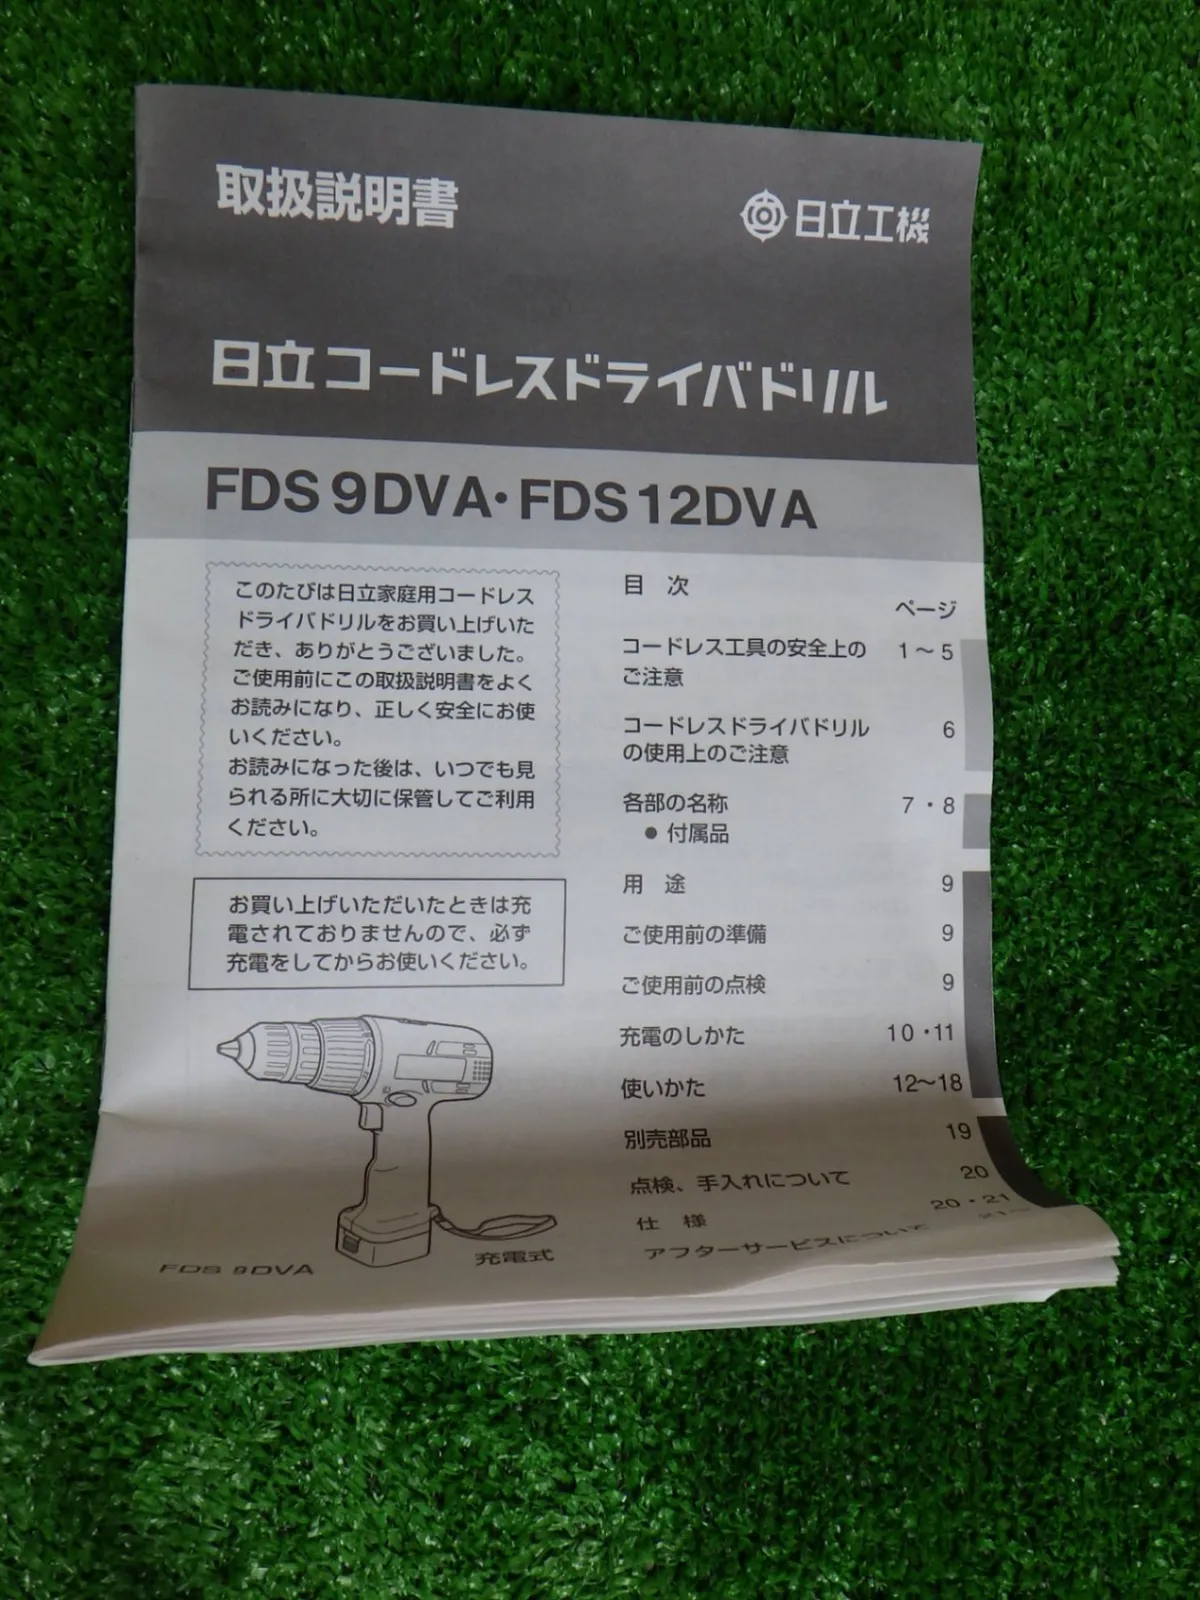 取扱説明書
日立工機
日立コードレスドライバドリル
FDS 9DVA・FDS 12DVA
このたびは日立家庭用コードレス
ドライバドリルをお買い上げいた
だき、ありがとうございました。
ご使用前にこの取扱説明書をよく
お読みになり、正しく安全にお使
いください。
お読みになった後は、いつでも見
られる所に大切に保管してご利用
ください。
お買い上げいただいたときは充
電されておりませんので、必ず
充電をしてからお使いください。
FDS 9DVA
充電式
目 次
ページ
コードレス工具の安全上の 1～5
ご注意
コードレスドライバドリル 6
の使用上のご注意
各部の名称 7・8
● 付属品
用 途 9
ご使用前の準備 9
ご使用前の点検 9
充電のしかた 10・11
使いかた 12～18
別売部品 19
点検、手入れについて 20
仕 様 20・21
アフターサービスについて 21～